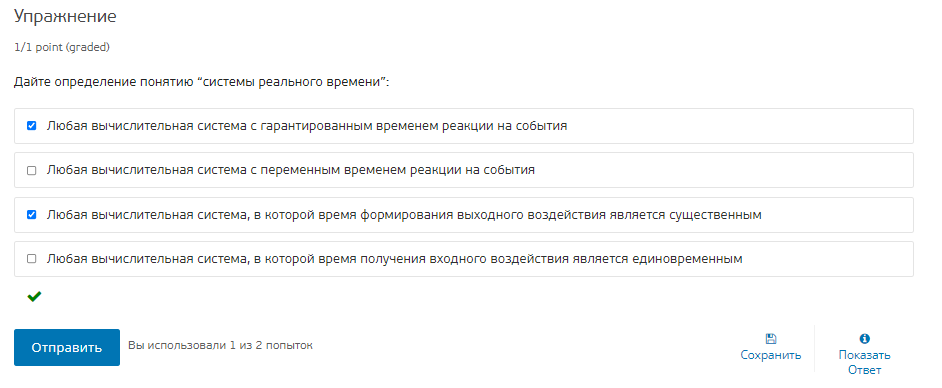 Упражнение
1/1 point (graded)
Дайте определение понятию “системы реального времени”:
Любая вычислительная система с гарантированным временем реакции на события
Любая вычислительная система с переменным временем реакции на события
Любая вычислительная система, в которой время формирования выходного воздействия является существенным
Любая вычислительная система, в которой время получения входного воздействия является единовременным
Отправить
Вы использовали 1 из 2 попыток
Сохранить
Показать
Ответ